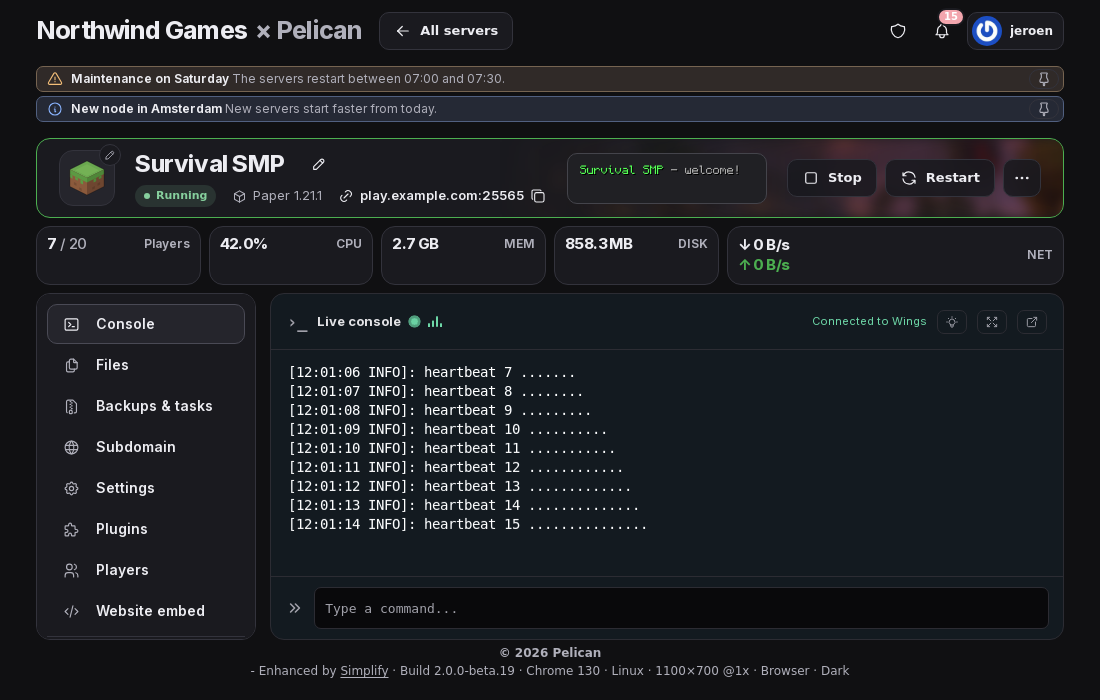 Northwind Games × Pelican
All servers
15
jeroen
Maintenance on Saturday The servers restart between 07:00 and 07:30.
New node in Amsterdam New servers start faster from today.
Survival SMP
Running
Paper 1.21.1
play.example.com:25565
Survival SMP — welcome!
Stop
Restart
7 / 20
Players
42.0%
CPU
2.7 GB
MEM
858.3 MB
DISK
↓ 0 B/s
↑ 0 B/s
NET
Console
Files
Backups & tasks
Subdomain
Settings
Plugins
Players
Website embed
Live console
Connected to Wings
[12:01:06 INFO]: heartbeat 7 .......
[12:01:07 INFO]: heartbeat 8 ........
[12:01:08 INFO]: heartbeat 9 .........
[12:01:09 INFO]: heartbeat 10 ..........
[12:01:10 INFO]: heartbeat 11 ...........
[12:01:11 INFO]: heartbeat 12 ............
[12:01:12 INFO]: heartbeat 13 .............
[12:01:13 INFO]: heartbeat 14 ..............
[12:01:14 INFO]: heartbeat 15 ...............
Type a command...
© 2026 Pelican
- Enhanced by Simplify · Build 2.0.0-beta.19 · Chrome 130 · Linux · 1100×700 @1x · Browser · Dark